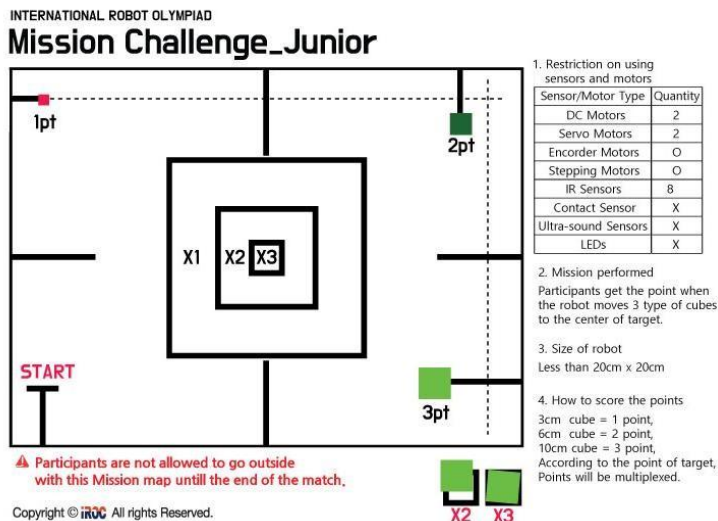 INTERNATIONAL ROBOT OLYMPIAD
Mission Challenge_Junior
1pt
2pt
X1 X2 X3
START
3pt
⚠ Participants are not allowed to go outside
with this Mission map untill the end of the match.
X2 X3
Copyright © IROC All rights Reserved.
1. Restriction on using
sensors and motors
Sensor/Motor Type Quantity
DC Motors 2
Servo Motors 2
Encorder Motors O
Stepping Motors O
IR Sensors 8
Contact Sensor X
Ultra-sound Sensors X
LEDs X
2. Mission performed
Participants get the point when
the robot moves 3 type of cubes
to the center of target.
3. Size of robot
Less than 20cm x 20cm
4. How to score the points
3cm cube = 1 point,
6cm cube = 2 point,
10cm cube = 3 point,
According to the point of target,
Points will be multiplexed.